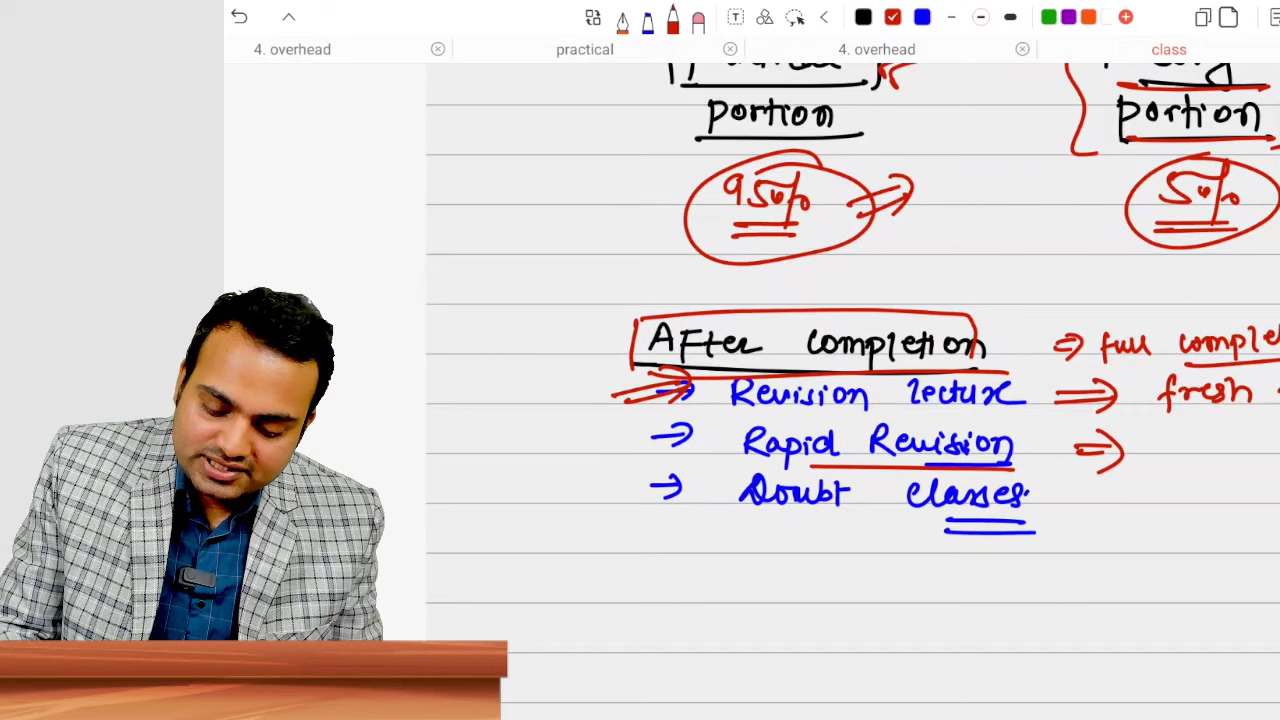 4. overhead
practical
4. overhead
class
portion
portion
95%
5%
After completion ⇒ full
→ Revision lecture ⇒ fresh
→ Rapid Revision ⇒
→ Doubt classes.